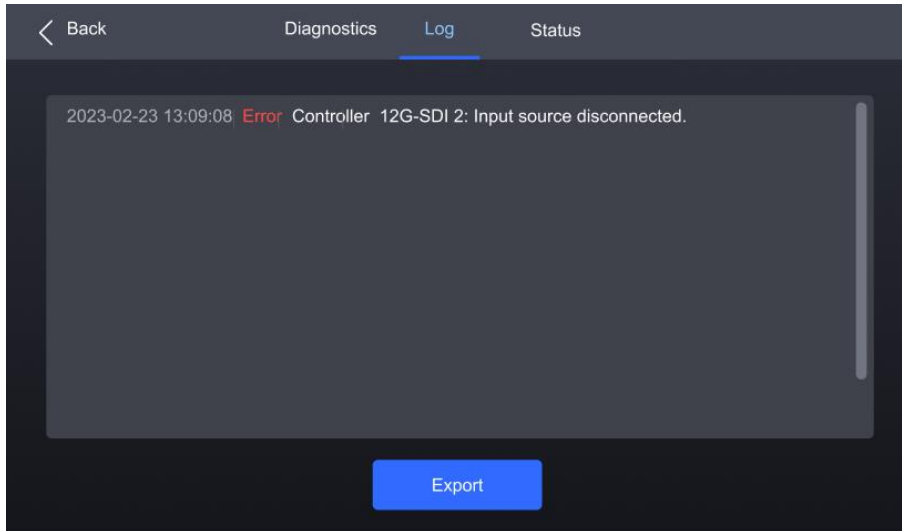 Back Diagnostics Log Status
2023-02-23 13:09:08 Error Controller 12G-SDI 2: Input source disconnected.
Export